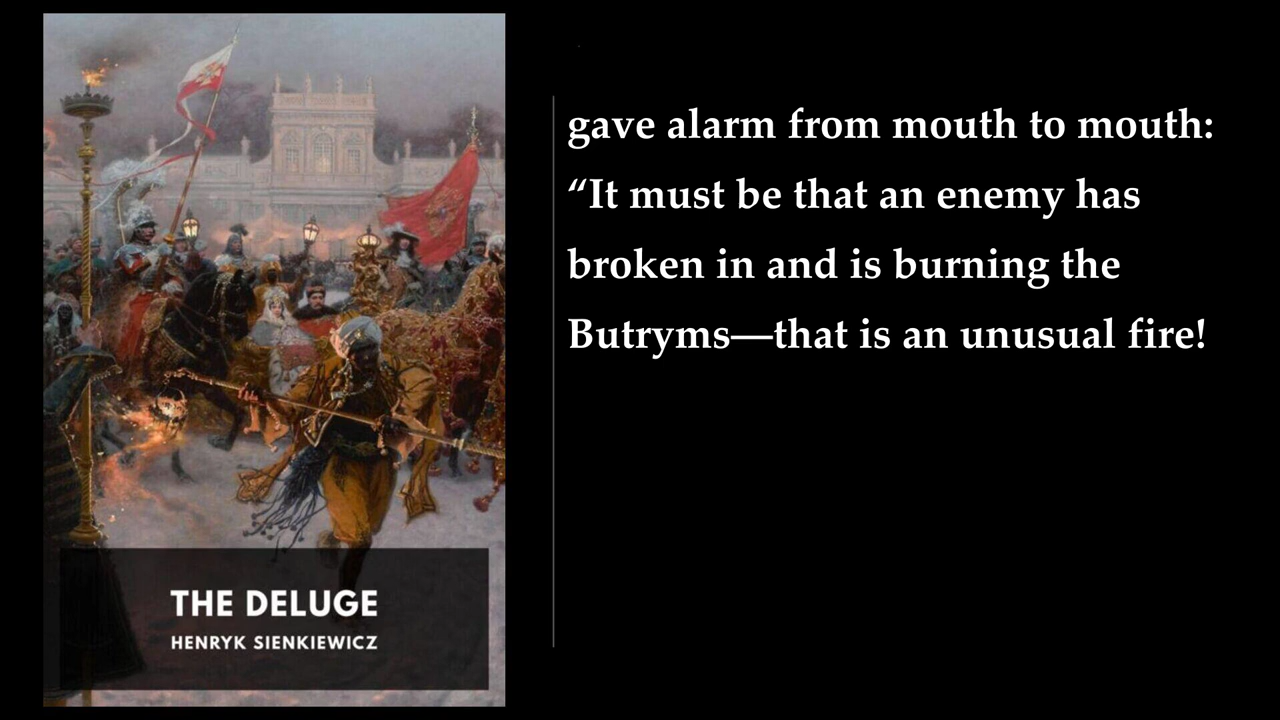 gave alarm from mouth to mouth:
“It must be that an enemy has
broken in and is burning the
Butryms—that is an unusual fire!
THE DELUGE
HENRYK SIENKIEWICZ